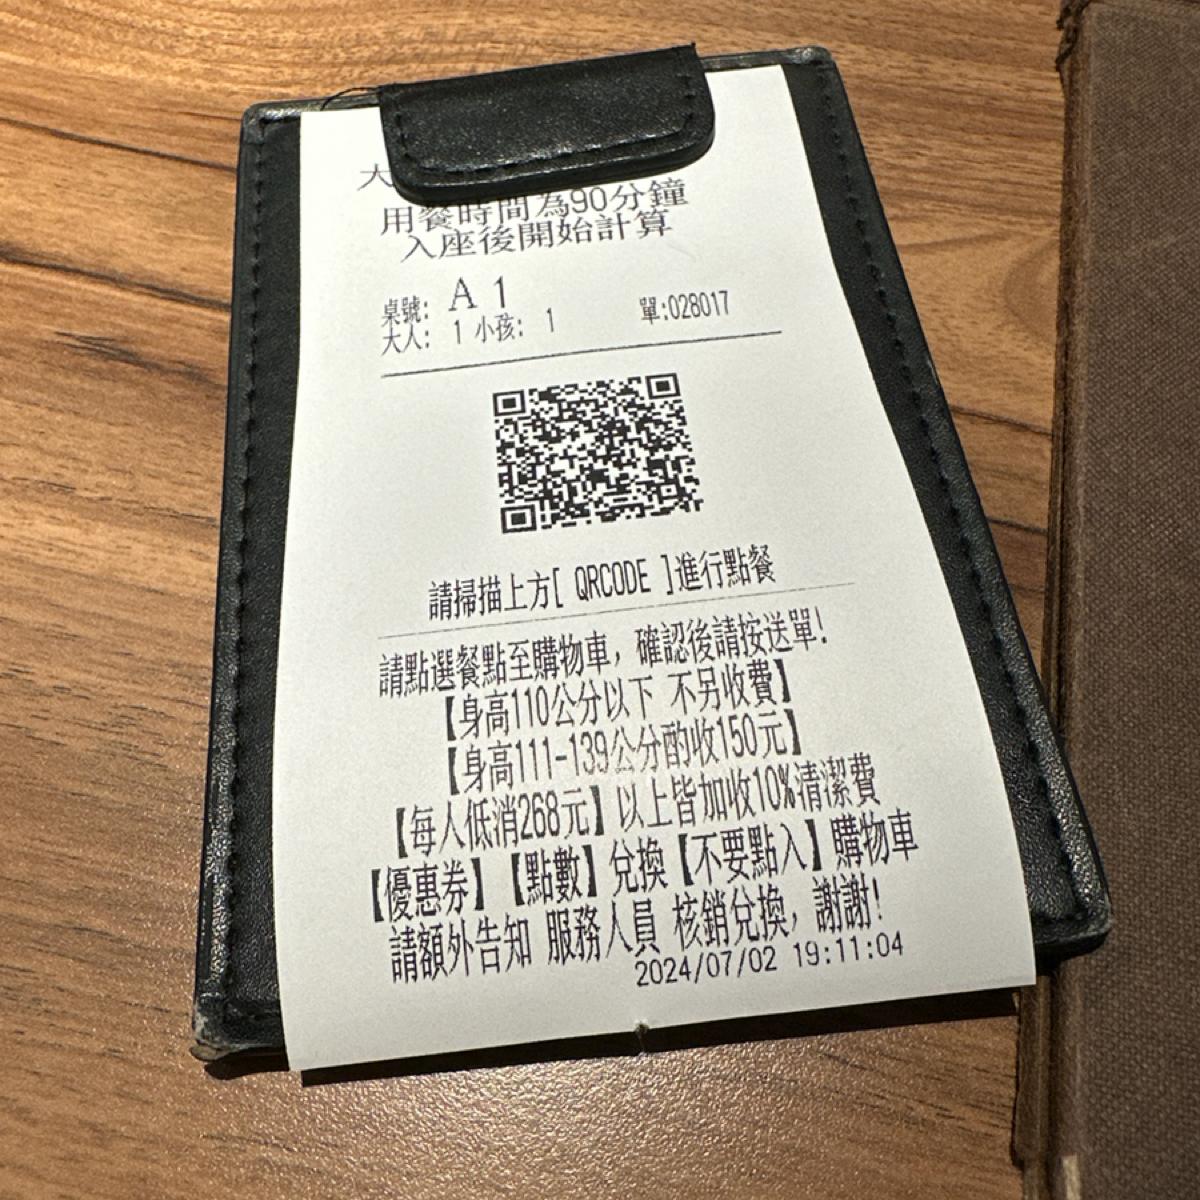 大
用餐時間為90分鐘
入座後開始計算
桌號: A1
大人: 1 小孩: 1 單:028017
請掃描上方[ QRCODE ]進行點餐
請點選餐點至購物車，確認後請按送單!
【身高110公分以下 不另收費】
【身高111-139公分酌收150元】
【每人低消268元】以上皆加收10%清潔費
【優惠券】【點數】兌換【不要點入】購物車
請額外告知 服務人員 核銷兌換，謝謝!
2024/07/02 19:11:04